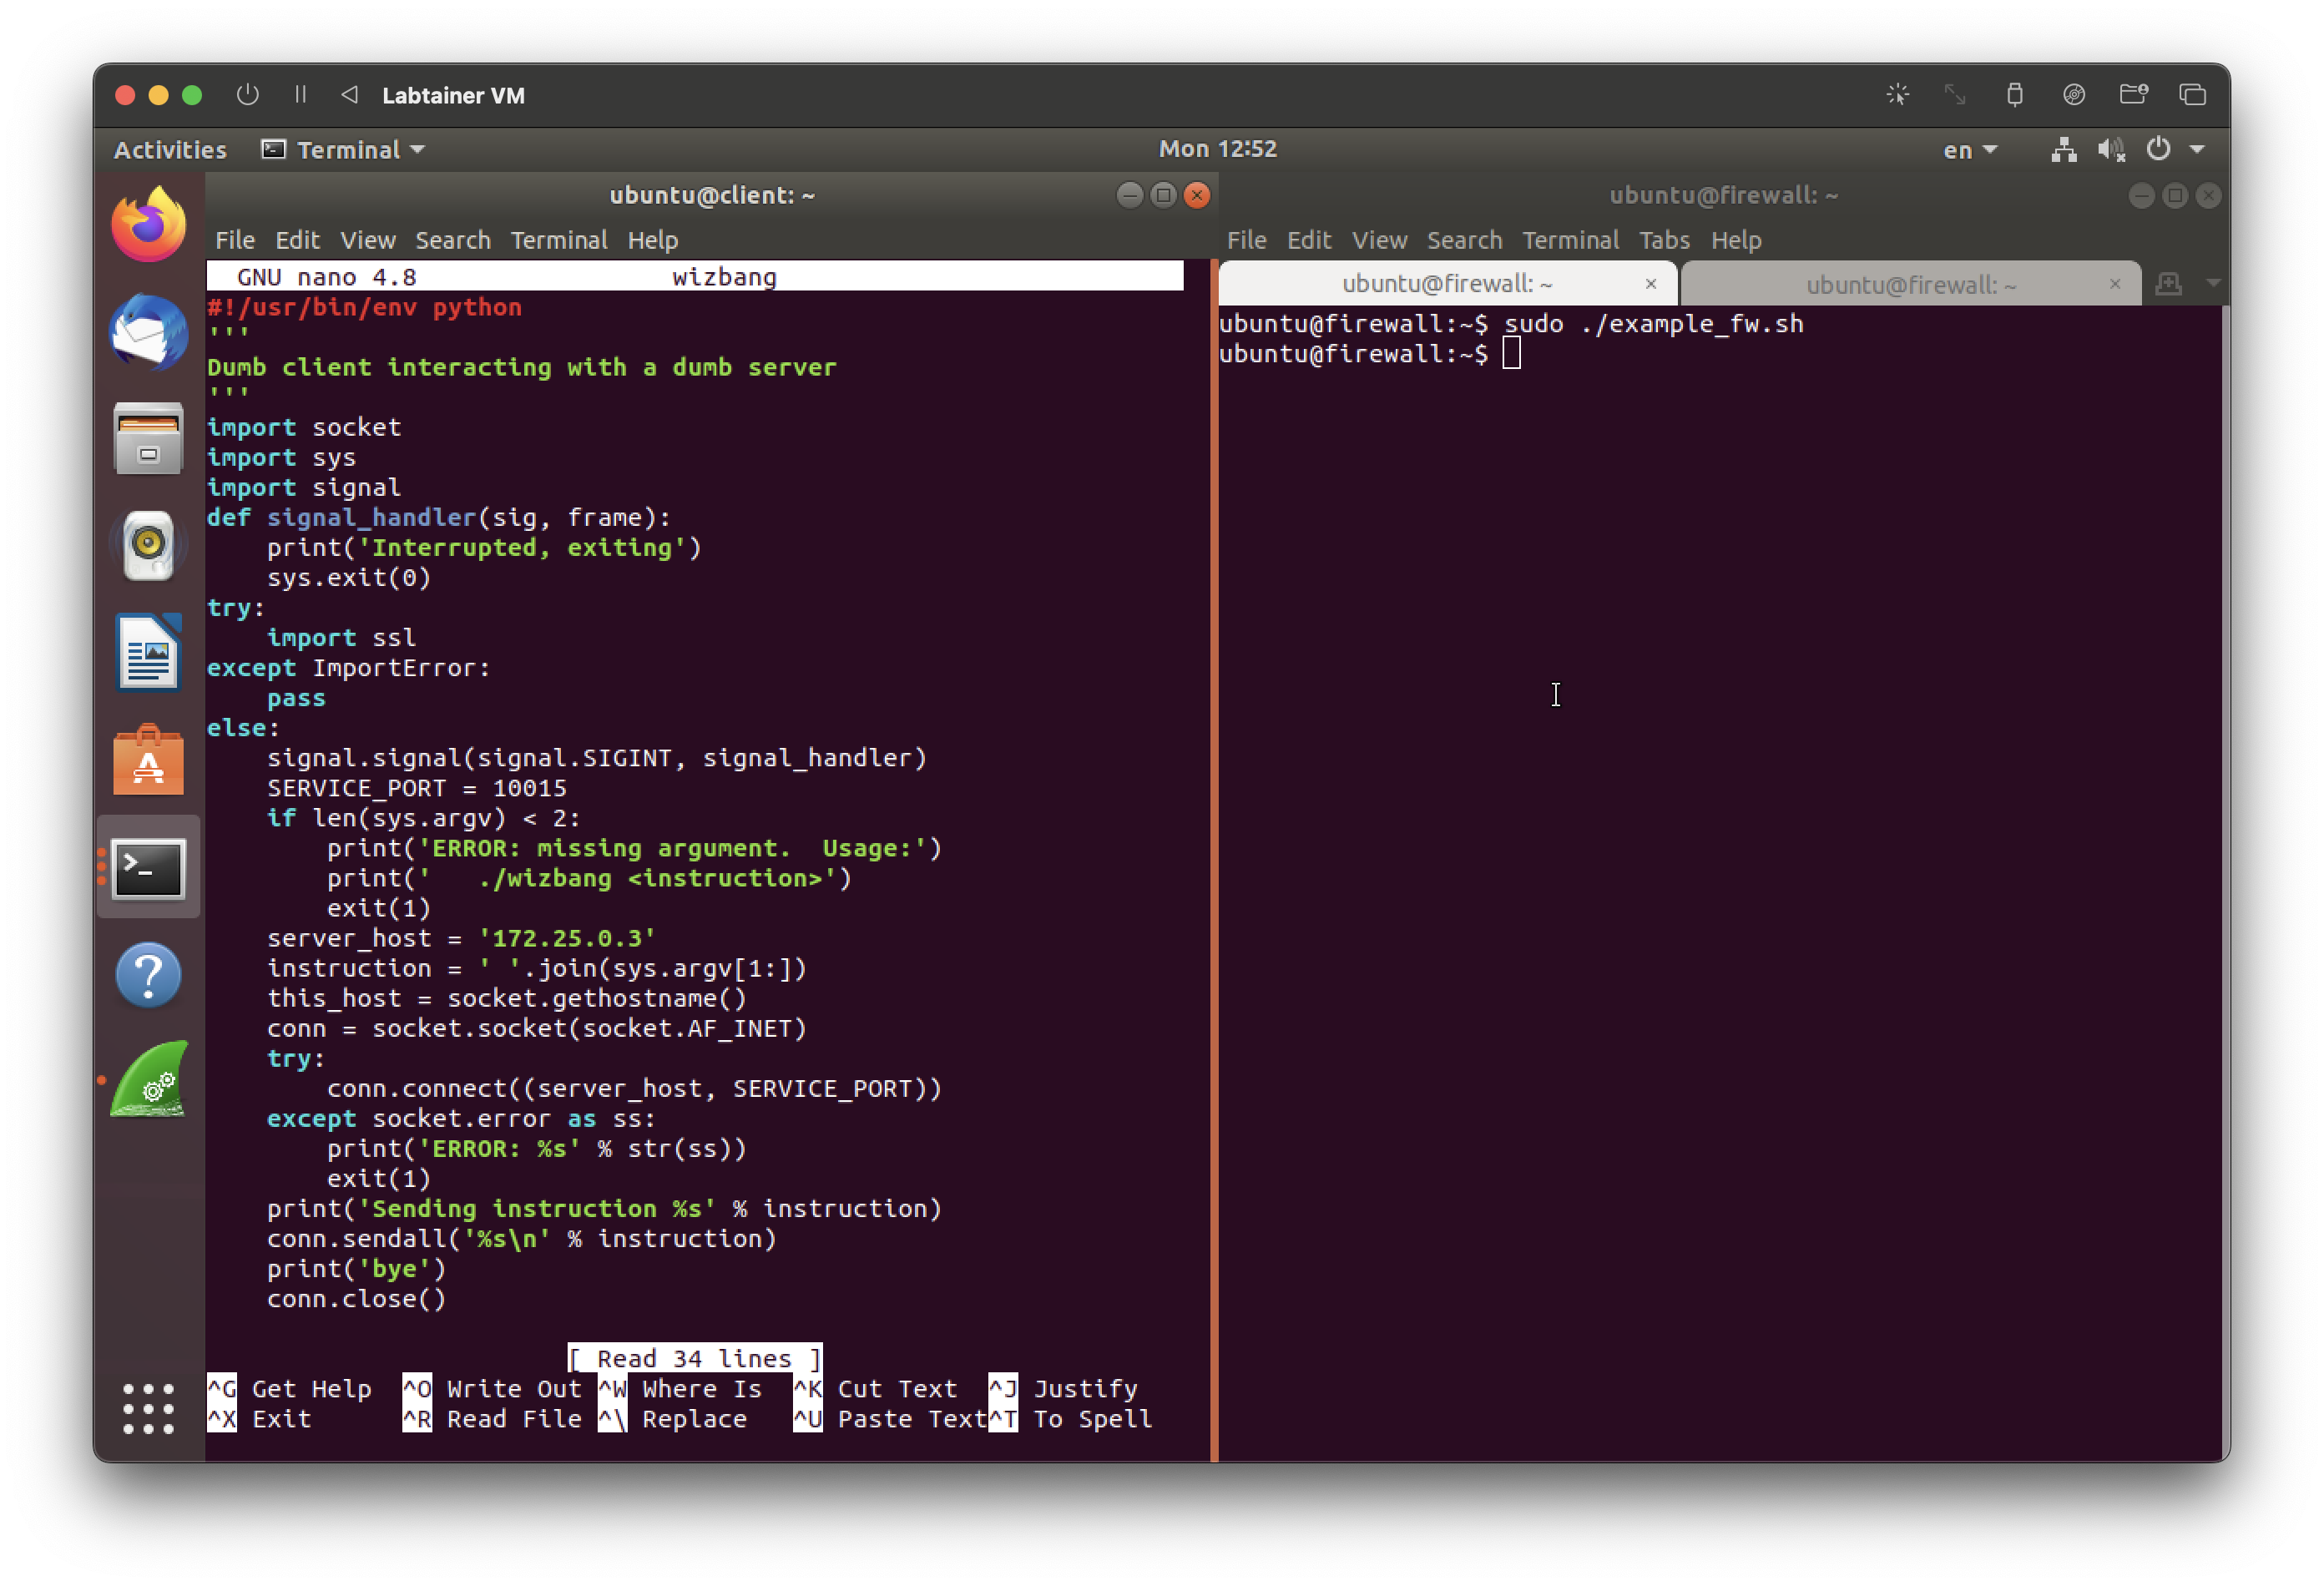 Labtainer VM
Activities Terminal Mon 12:52 en
ubuntu@client: ~
File Edit View Search Terminal Help
GNU nano 4.8 wizbang
#!/usr/bin/env python
'''
Dumb client interacting with a dumb server
'''
import socket
import sys
import signal
def signal_handler(sig, frame):
    print('Interrupted, exiting')
    sys.exit(0)
try:
    import ssl
except ImportError:
    pass
else:
    signal.signal(signal.SIGINT, signal_handler)
    SERVICE_PORT = 10015
    if len(sys.argv) < 2:
        print('ERROR: missing argument.  Usage:')
        print('   ./wizbang <instruction>')
        exit(1)
    server_host = '172.25.0.3'
    instruction = ' '.join(sys.argv[1:])
    this_host = socket.gethostname()
    conn = socket.socket(socket.AF_INET)
    try:
        conn.connect((server_host, SERVICE_PORT))
    except socket.error as ss:
        print('ERROR: %s' % str(ss))
        exit(1)
    print('Sending instruction %s' % instruction)
    conn.sendall('%s\n' % instruction)
    print('bye')
    conn.close()
[ Read 34 lines ]
^G Get Help ^O Write Out ^W Where Is ^K Cut Text ^J Justify
^X Exit ^R Read File ^\ Replace ^U Paste Text ^T To Spell
ubuntu@firewall: ~
File Edit View Search Terminal Tabs Help
ubuntu@firewall: ~ × ubuntu@firewall: ~ ×
ubuntu@firewall:~$ sudo ./example_fw.sh
ubuntu@firewall:~$